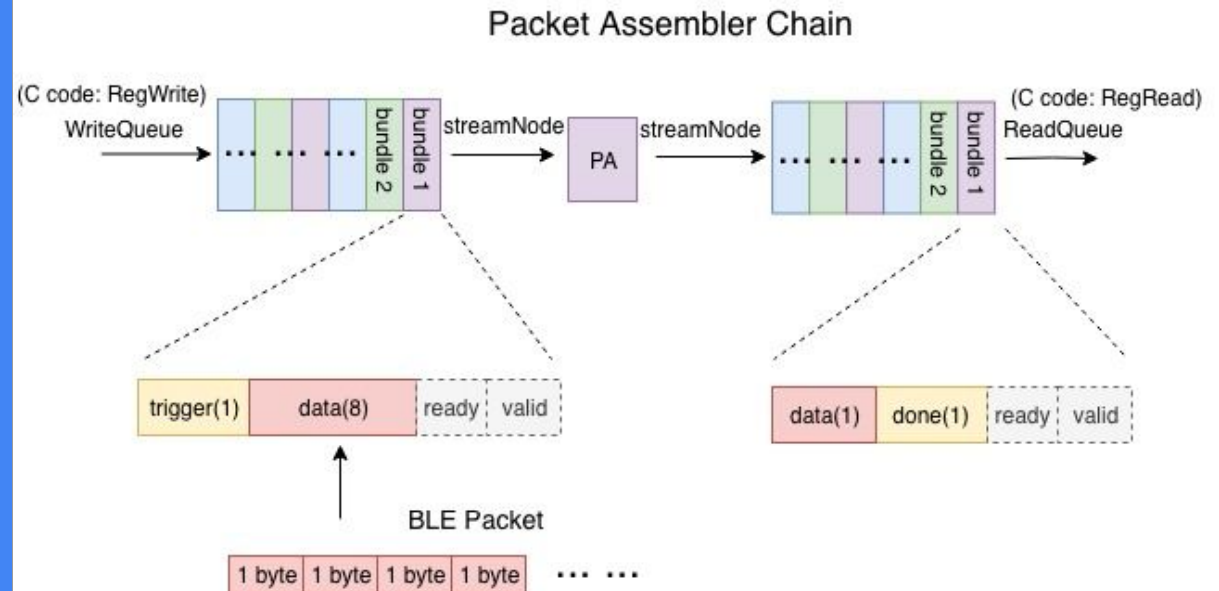 Packet Assembler Chain
(C code: RegWrite)
WriteQueue
... ... ...
bundle 2
bundle 1
streamNode
PA
streamNode
... ... ...
bundle 2
bundle 1
(C code: RegRead)
ReadQueue
trigger(1) data(8) ready valid
data(1) done(1) ready valid
BLE Packet
1 byte 1 byte 1 byte 1 byte ... ...